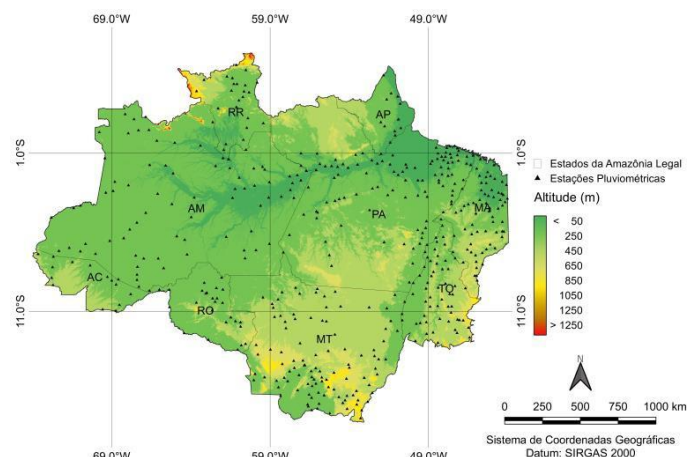 69.0°W 59.0°W 49.0°W
1.0°S 1.0°S
11.0°S 11.0°S
RR
AP
AM
PA
MA
AC
TO
RO
MT
Estados da Amazônia Legal
Estações Pluviométricas
Altitude (m)
< 50
250
450
650
850
1050
> 1250
N
0 250 500 750 1000 km
Sistema de Coordenadas Geográficas
Datum: SIRGAS 2000
69.0°W 59.0°W 49.0°W